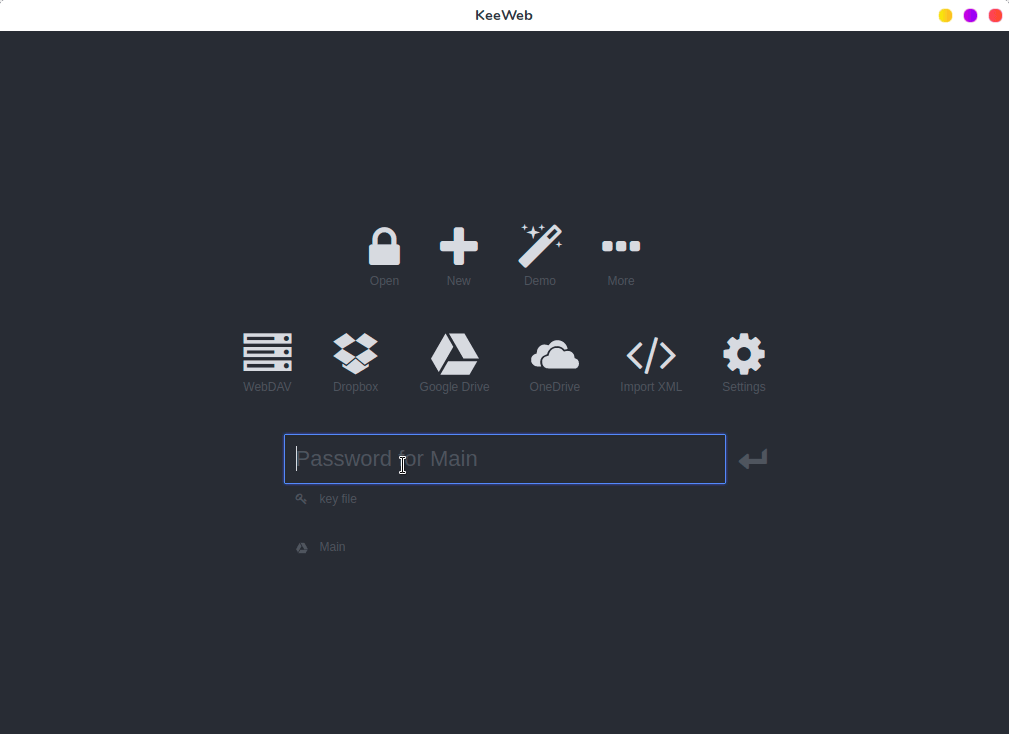 KeeWeb
Open New Demo More
WebDAV Dropbox Google Drive OneDrive Import XML Settings
Password for Main
key file
Main